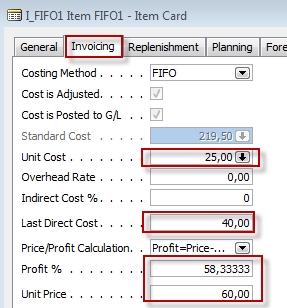 I_FIFO1 Item FIFO1 - Item Card
General Invoicing Replenishment Planning Fore
Costing Method . . . . . FIFO
Cost is Adjusted . . . . .
Cost is Posted to G/L
Standard Cost . . . . . . 219,50
Unit Cost . . . . . . . . . 25,00
Overhead Rate . . . . . 0,00
Indirect Cost % . . . . . 0
Last Direct Cost . . . . . 40,00
Price/Profit Calculation . Profit=Price-...
Profit % . . . . . . . . . 58,33333
Unit Price . . . . . . . . 60,00